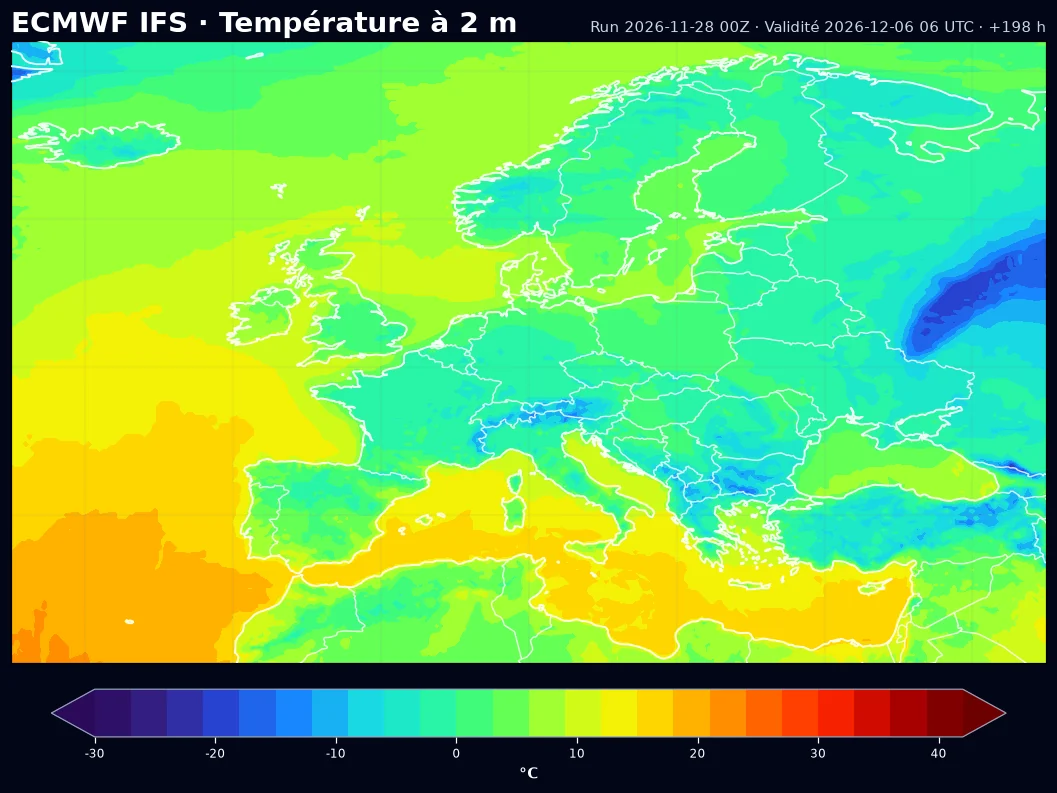 ECMWF IFS · Température à 2 m
Run 2026-11-28 00Z · Validité 2026-12-06 06 UTC · +198 h
-30 -20 -10 0 10 20 30 40
°C